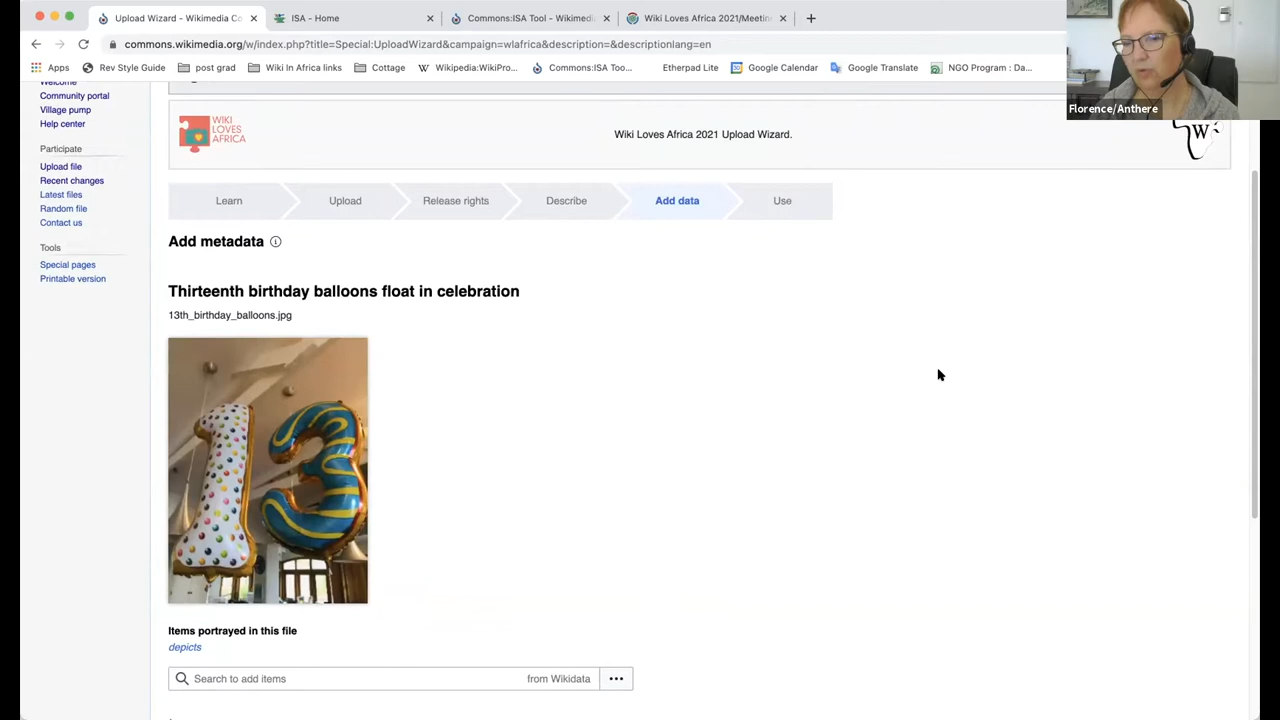 Upload Wizard - Wikimedia Co
ISA - Home
Commons:ISA Tool - Wikimedi
Wiki Loves Africa 2021/Meetin
commons.wikimedia.org/w/index.php?title=Special:UploadWizard&campaign=wlafrica&description=&descriptionlang=en
Apps
Rev Style Guide
post grad
Wiki In Africa links
Cottage
Wikipedia:WikiPro...
Commons:ISA Too...
Etherpad Lite
Google Calendar
Google Translate
NGO Program : Da...
Florence/Anthere
Welcome
Community portal
Village pump
Help center
Participate
Upload file
Recent changes
Latest files
Random file
Contact us
Tools
Special pages
Printable version
WIKI
LOVES
AFRICA
Wiki Loves Africa 2021 Upload Wizard.
W
Learn
Upload
Release rights
Describe
Add data
Use
Add metadata
Thirteenth birthday balloons float in celebration
13th_birthday_balloons.jpg
13
Items portrayed in this file
depicts
Search to add items
from Wikidata